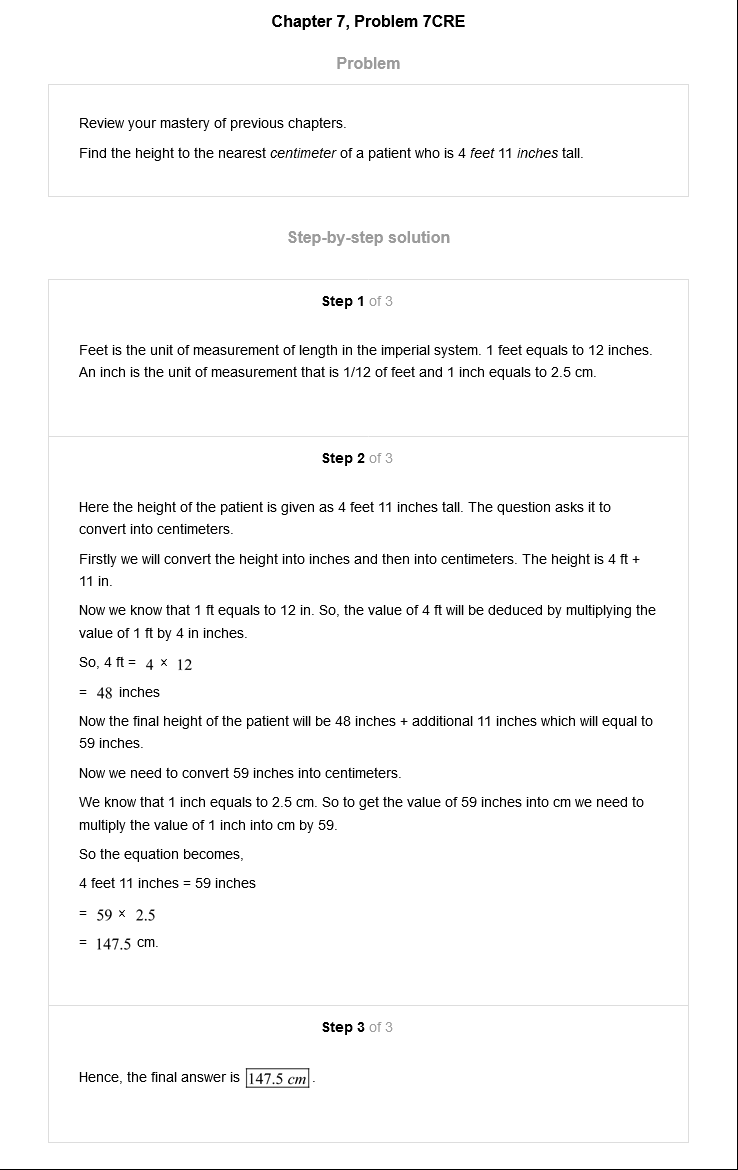 Chapter 7, Problem 7CRE
Problem
Review your mastery of previous chapters.
Find the height to the nearest centimeter of a patient who is 4 feet 11 inches tall.
Step-by-step solution
Step 1 of 3
Feet is the unit of measurement of length in the imperial system. 1 feet equals to 12 inches.
An inch is the unit of measurement that is 1/12 of feet and 1 inch equals to 2.5 cm.
Step 2 of 3
Here the height of the patient is given as 4 feet 11 inches tall. The question asks it to
convert into centimeters.
Firstly we will convert the height into inches and then into centimeters. The height is 4 ft +
11 in.
Now we know that 1 ft equals to 12 in. So, the value of 4 ft will be deduced by multiplying the
value of 1 ft by 4 in inches.
So, 4 ft = 4 × 12
= 48 inches
Now the final height of the patient will be 48 inches + additional 11 inches which will equal to
59 inches.
Now we need to convert 59 inches into centimeters.
We know that 1 inch equals to 2.5 cm. So to get the value of 59 inches into cm we need to
multiply the value of 1 inch into cm by 59.
So the equation becomes,
4 feet 11 inches = 59 inches
= 59 × 2.5
= 147.5 cm.
Step 3 of 3
Hence, the final answer is 147.5 cm.